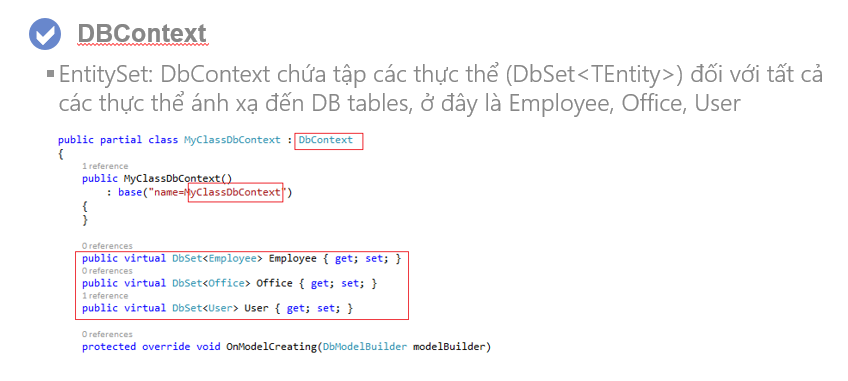 DBContext
▪EntitySet: DbContext chứa tập các thực thể (DbSet<TEntity>) đối với tất cả
các thực thể ánh xạ đến DB tables, ở đây là Employee, Office, User
public partial class MyClassDbContext : DbContext
{
1 reference
public MyClassDbContext()
: base("name=MyClassDbContext")
{
}
0 references
public virtual DbSet<Employee> Employee { get; set; }
0 references
public virtual DbSet<Office> Office { get; set; }
1 reference
public virtual DbSet<User> User { get; set; }
0 references
protected override void OnModelCreating(DbModelBuilder modelBuilder)